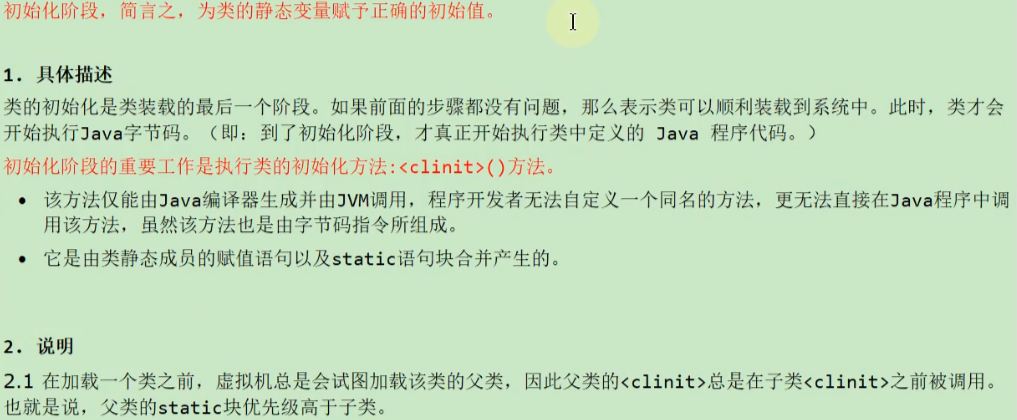 初始化阶段，简言之，为类的静态变量赋予正确的初始值。
1. 具体描述
类的初始化是类装载的最后一个阶段。如果前面的步骤都没有问题，那么表示类可以顺利装载到系统中。此时，类才会
开始执行Java字节码。（即：到了初始化阶段，才真正开始执行类中定义的 Java 程序代码。）
初始化阶段的重要工作是执行类的初始化方法:<clinit>()方法。
• 该方法仅能由Java编译器生成并由JVM调用，程序开发者无法自定义一个同名的方法，更无法直接在Java程序中调
用该方法，虽然该方法也是由字节码指令所组成。
• 它是由类静态成员的赋值语句以及static语句块合并产生的。
2. 说明
2.1 在加载一个类之前，虚拟机总是会试图加载该类的父类，因此父类的<clinit>总是在子类<clinit>之前被调用。
也就是说，父类的static块优先级高于子类。